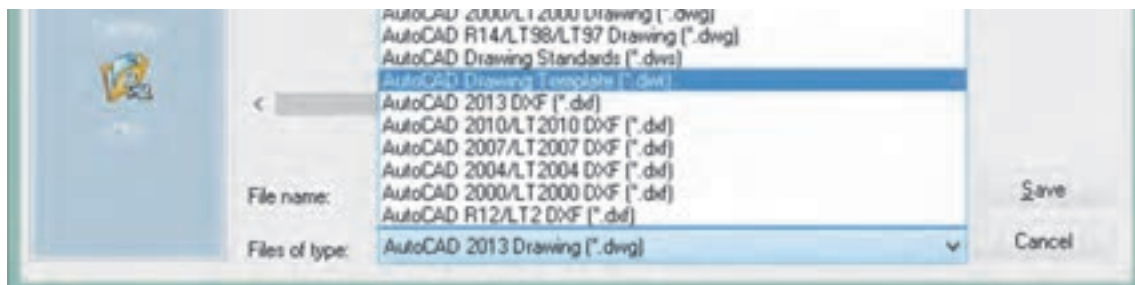 AutoCAD 2000/LT2000 Drawing (*.dwg)
AutoCAD R14/LT98/LT97 Drawing (*.dwg)
AutoCAD Drawing Standards (*.dws)
AutoCAD Drawing Template (*.dwt)
AutoCAD 2013 DXF (*.dxf)
AutoCAD 2010/LT2010 DXF (*.dxf)
AutoCAD 2007/LT2007 DXF (*.dxf)
AutoCAD 2004/LT2004 DXF (*.dxf)
AutoCAD 2000/LT2000 DXF (*.dxf)
AutoCAD R12/LT2 DXF (*.dxf)
File name:
Save
Files of type:
AutoCAD 2013 Drawing (*.dwg)
Cancel